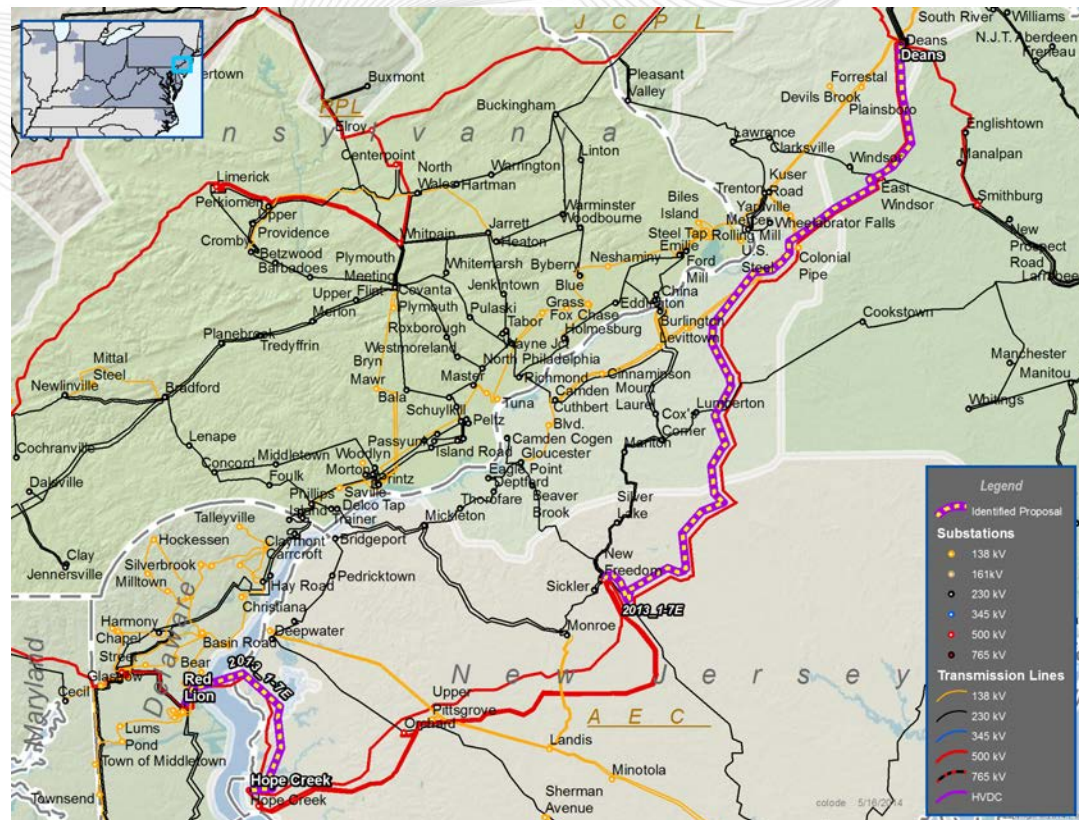 J C P L
South River
Williams
Deans
Deans
N.J.T. Aberdeen
Freneau
ertown
Buxmont
Pleasant
Valley
Forrestal
Devils Brook
Plainsboro
PPL
Elroy
Buckingham
n n s y l v a n i a
Centerpoint
Linton
Lawrence
Clarksville
Englishtown
Manalpan
Limerick
North
Wales
Hartman
Warrington
Windsor
East
Windsor
Smithburg
Perkiomen
Upper
Providence
Cromby
Betzwood
Barbadoes
Whitpain
Jarrett
Heaton
Warminster
Woodbourne
Biles
Island
Trenton
Kuser
Road
Yardville
Mercer
Wheelabrator Falls
Steel Tap
Rolling Mill
Emilie
Ford
Mill
U.S.
Steel
Colonial
Pipe
New
Prospect
Road
Larrabee
Plymouth
Meeting
Whitemarsh
Byberry
Neshaminy
Upper
Merion
Flint
Covanta
Plymouth
Jenkintown
Blue
Grass
Eddington
China
Planebrook
Tredyffrin
Roxborough
Pulaski
Tabor
Fox Chase
Holmesburg
Burlington
Levittown
Cookstown
Westmoreland
Wayne Jct
North Philadelphia
Manchester
Manitou
Mittal
Steel
Bryn
Mawr
Master
Richmond
Cinnaminson
Newlinville
Bradford
Bala
Camden
Mount
Laurel
Whitings
Schuylkill
Tuna
Cuthbert
Blvd.
Cox's
Corner
Lumberton
Peltz
Cochranville
Lenape
Passyunk
Camden Cogen
Marlton
Concord
Middletown
Woodlyn
Island Road
Gloucester
Foulk
Morton
Printz
Eagle Point
Deptford
Dalsville
Phillips
Island
Saville
Delco Tap
Trainer
Thorofare
Beaver
Brook
Silver
Lake
Talleyville
Mickleton
Hockessen
Claymont
Carrcroft
Bridgeport
Clay
Jennersville
Silverbrook
Milltown
Hay Road
Pedricktown
New
Freedom
Sickler
2013_1-7E
Christiana
Harmony
Chapel
Street
Basin Road
Deepwater
Monroe
Delaware
Bear
2013_1-7E
N e w J e r s e y
Maryland
Cecil
Glasgow
Red
Lion
Upper
Pittsgrove
Orchard
A E C
Lums
Pond
Town of Middletown
Landis
Hope Creek
Hope Creek
Minotola
Townsend
Sherman
Avenue
colode 5/16/2014
Legend
Identified Proposal
Substations
138 kV
161kV
230 kV
345 kV
500 kV
765 kV
Transmission Lines
138 kV
230 kV
345 kV
500 kV
765 kV
HVDC